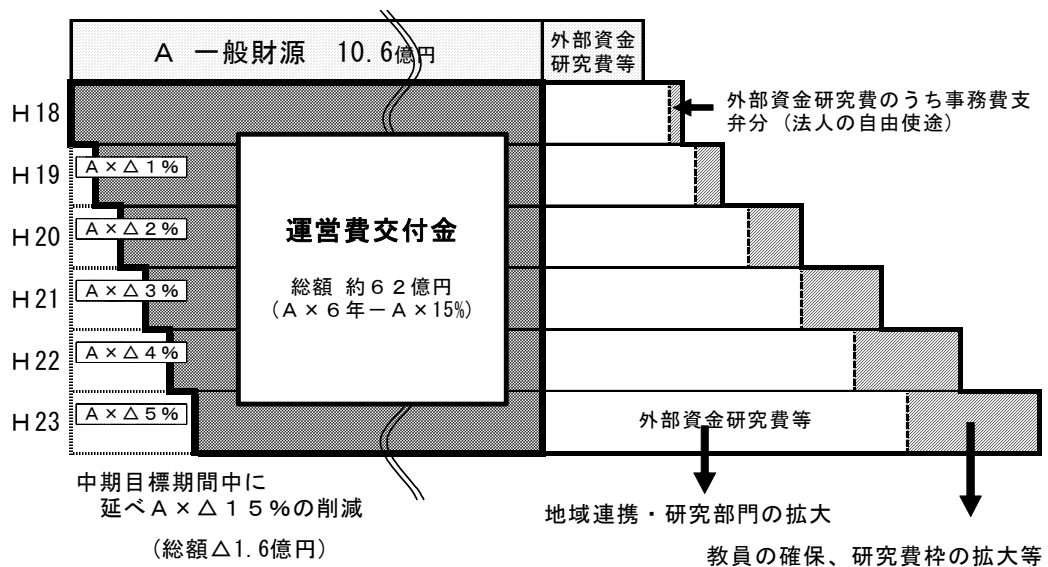 A 一般財源 10.6億円
外部資金
研究費等
H18
外部資金研究費のうち事務費支
弁分(法人の自由使途)
H19
A×△1%
H20
A×△2%
運営費交付金
総額 約62億円
(A×6年-A×15%)
H21
A×△3%
H22
A×△4%
H23
A×△5%
外部資金研究費等
中期目標期間中に
延べA×△15%の削減
(総額△1.6億円)
地域連携・研究部門の拡大
教員の確保、研究費枠の拡大等